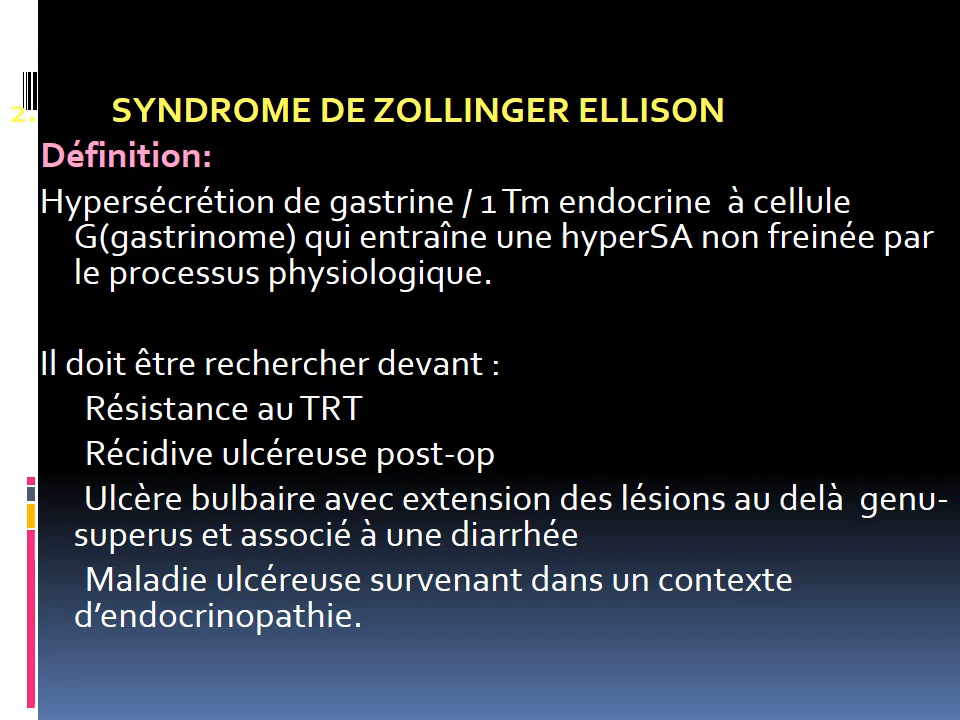 2. SYNDROME DE ZOLLINGER ELLISON
Définition:
Hypersécrétion de gastrine / 1 Tm endocrine à cellule
G(gastrinome) qui entraîne une hyperSA non freinée par
le processus physiologique.
Il doit être rechercher devant :
Résistance au TRT
Récidive ulcéreuse post-op
Ulcère bulbaire avec extension des lésions au delà genu-
superus et associé à une diarrhée
Maladie ulcéreuse survenant dans un contexte
d’endocrinopathie.